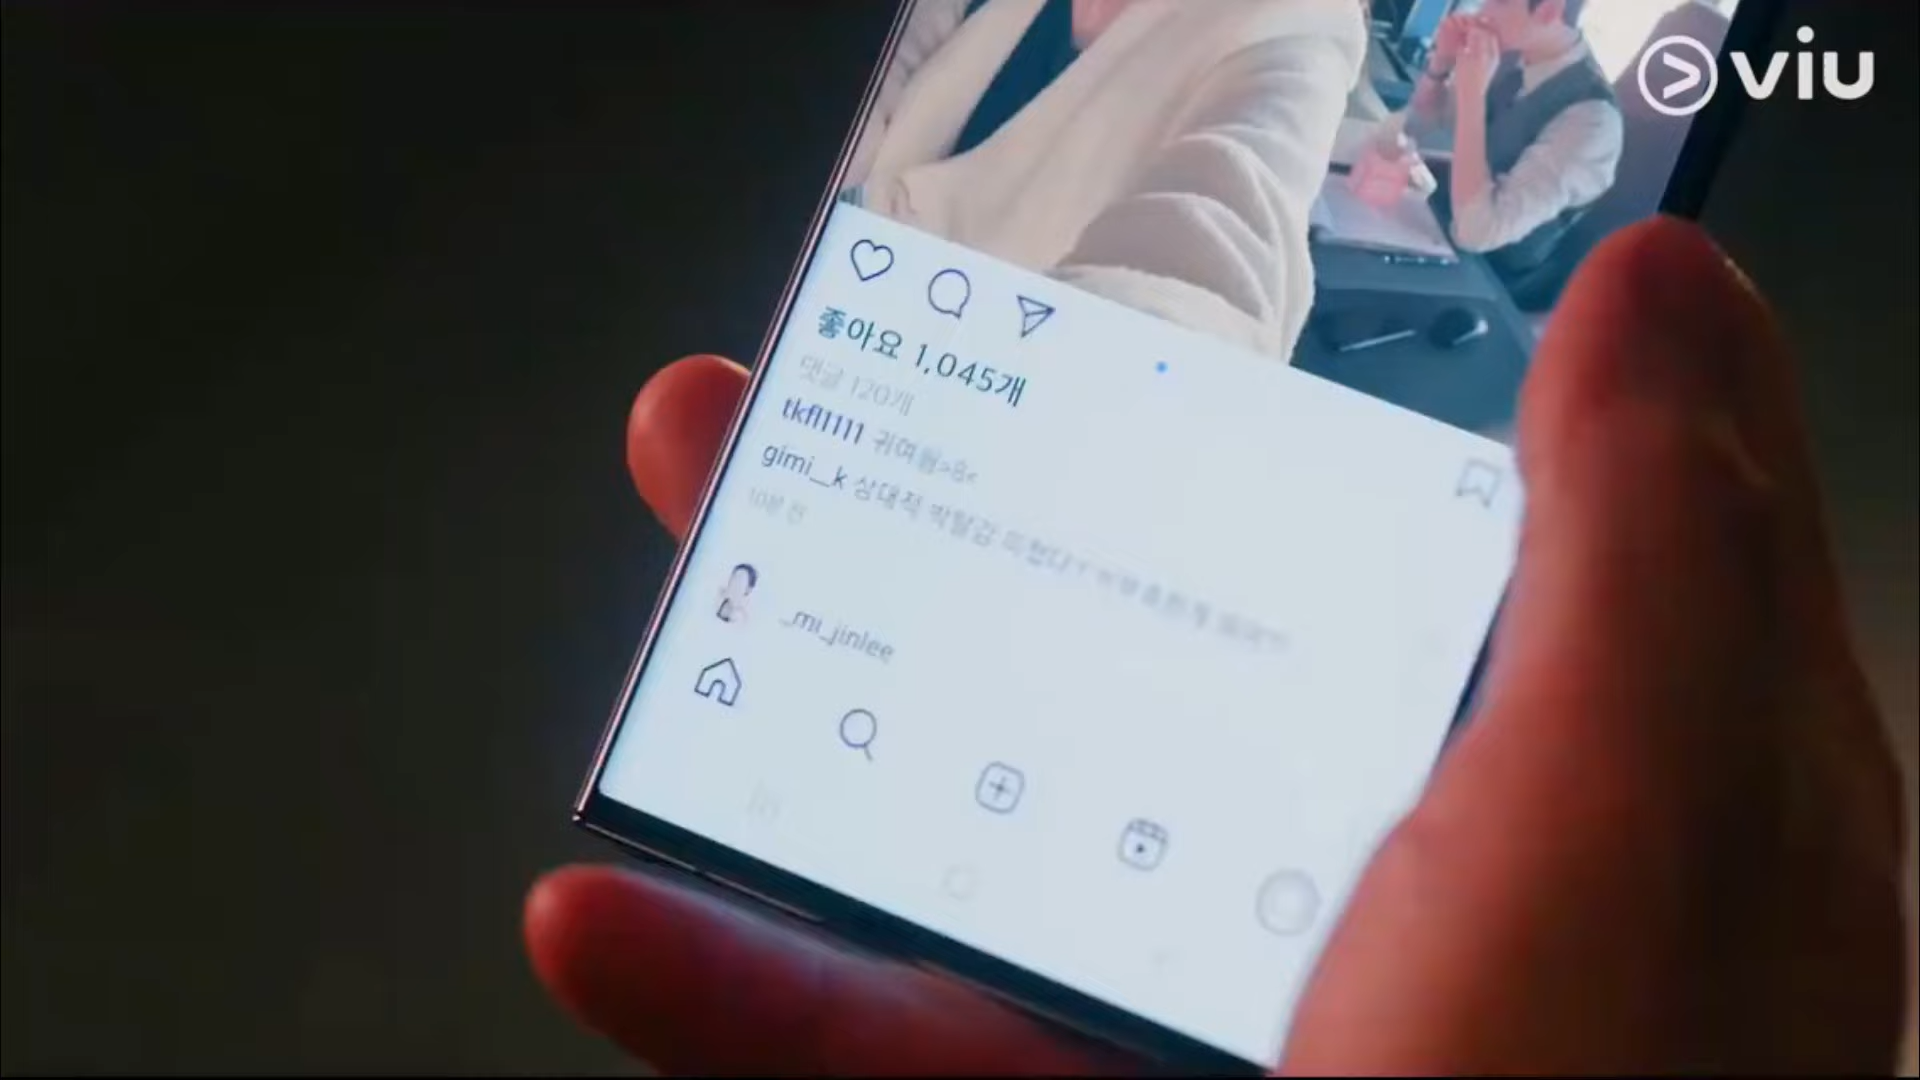 viu
좋아요 1,045개
댓글 120개
tkfl1111 귀여워>8<
gimi__k 상대적 박탈감
10분 전
_mi_jinlee